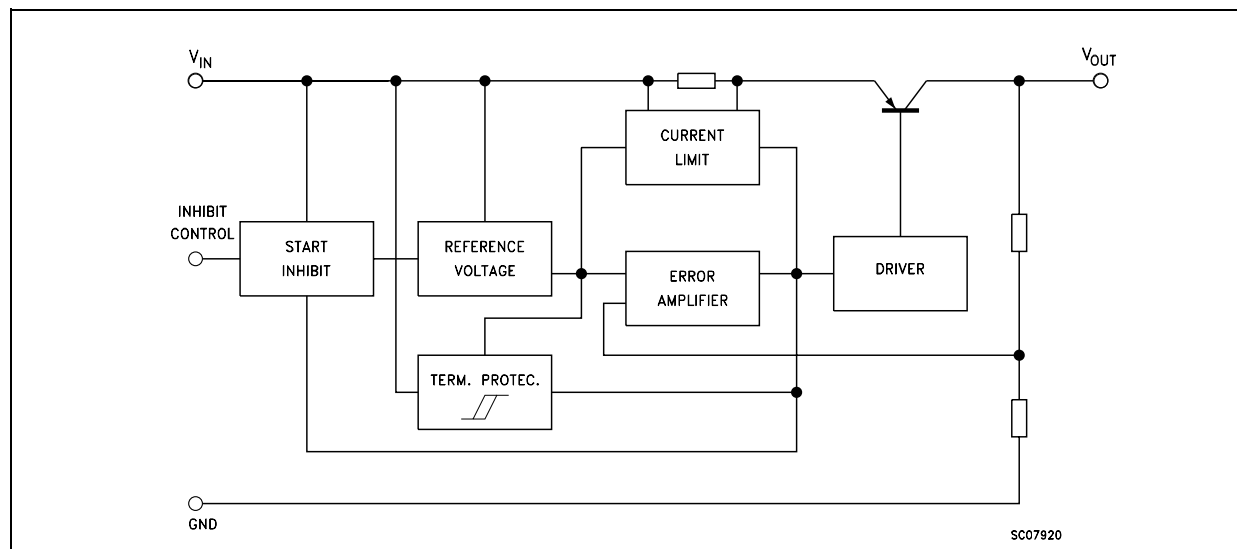 VIN
VOUT
CURRENT
LIMIT
INHIBIT
CONTROL
START
INHIBIT
REFERENCE
VOLTAGE
ERROR
AMPLIFIER
DRIVER
TERM. PROTEC.
GND
SC07920